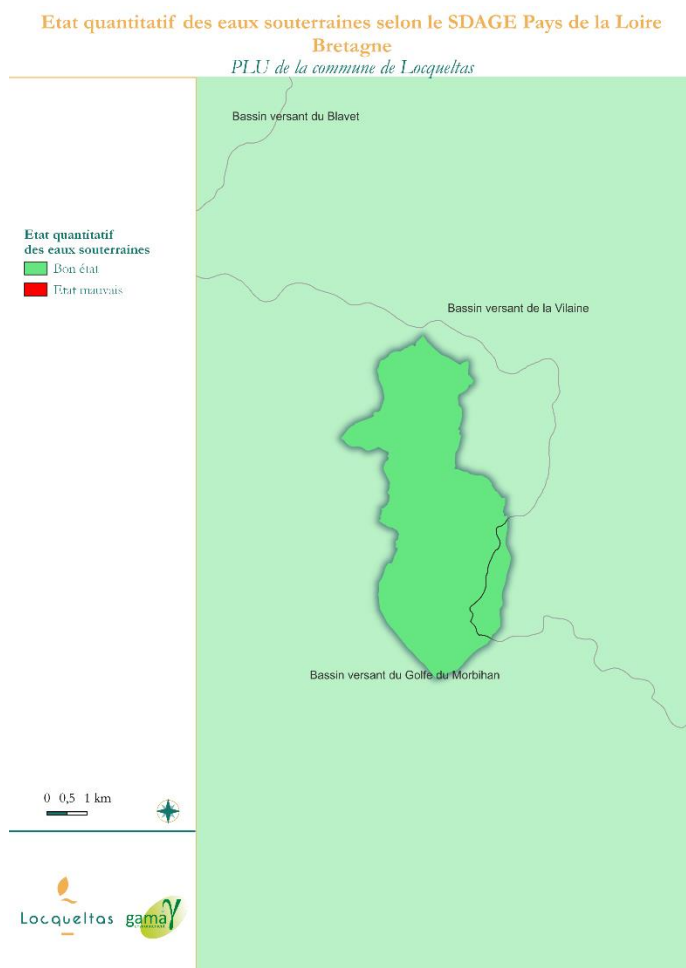 Etat quantitatif des eaux souterraines selon le SDAGE Pays de la Loire
Bretagne
PLU de la commune de Locqueltas
Bassin versant du Blavet
Etat quantitatif
des eaux souterraines
Bon état
Etat mauvais
Bassin versant de la Vilaine
Bassin versant du Golfe du Morbihan
0 0,5 1 km
Locqueltas
gama